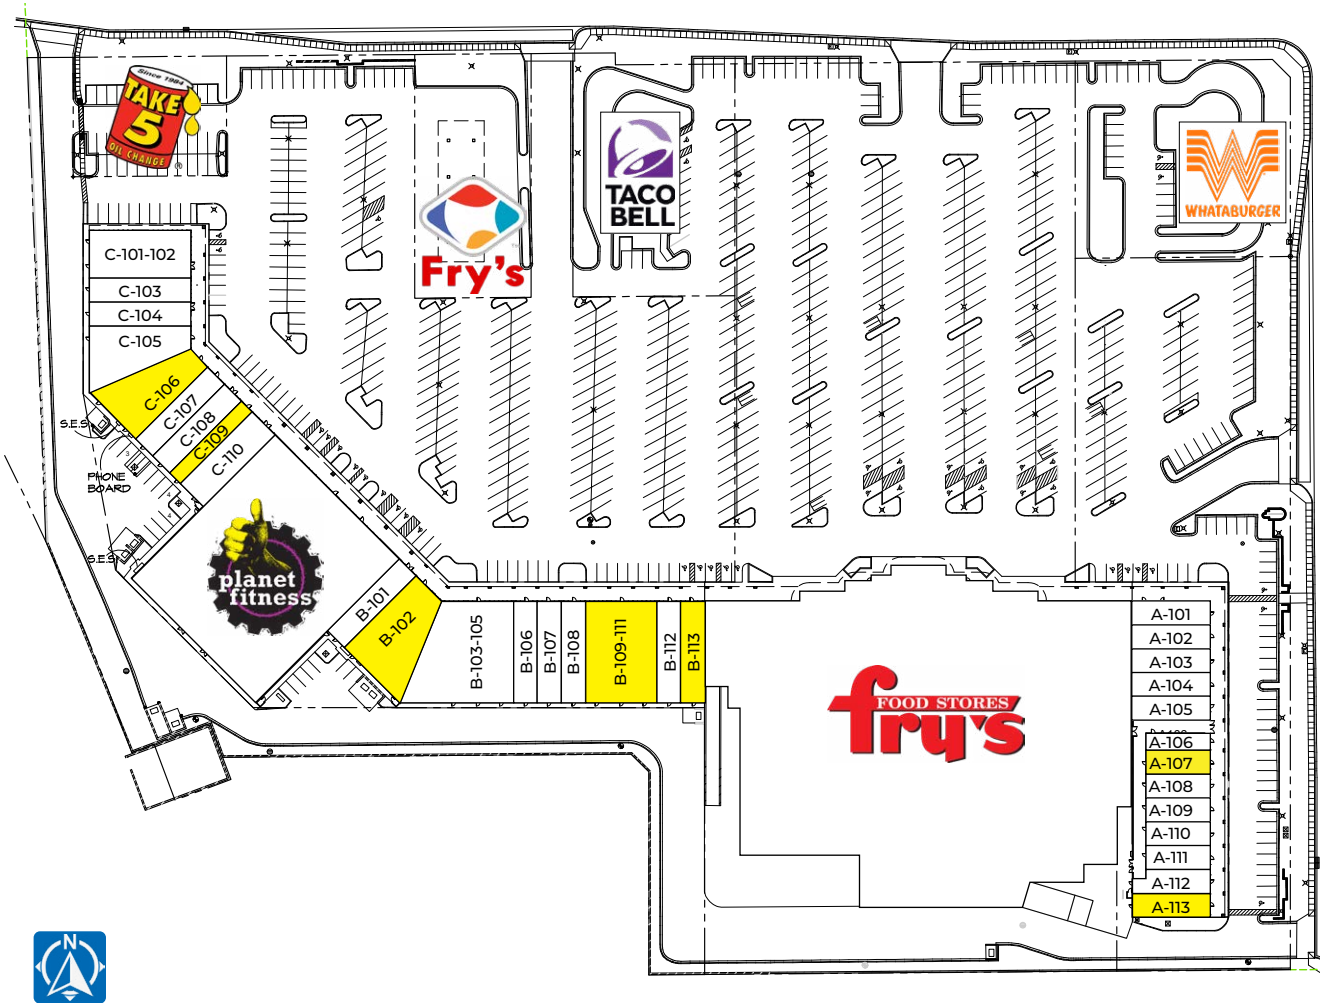 Since 1984
TAKE
5
OIL CHANGE
Fry's
TACO
BELL
WHATABURGER
C-101-102
C-103
C-104
C-105
C-106
C-107
C-108
C-109
C-110
S.E.S.
PHONE
BOARD
S.E.S.
planet
fitness
B-101
B-102
B-103-105
B-106
B-107
B-108
B-109-111
B-112
B-113
fry's
FOOD STORES
A-101
A-102
A-103
A-104
A-105
A-106
A-107
A-108
A-109
A-110
A-111
A-112
A-113
N